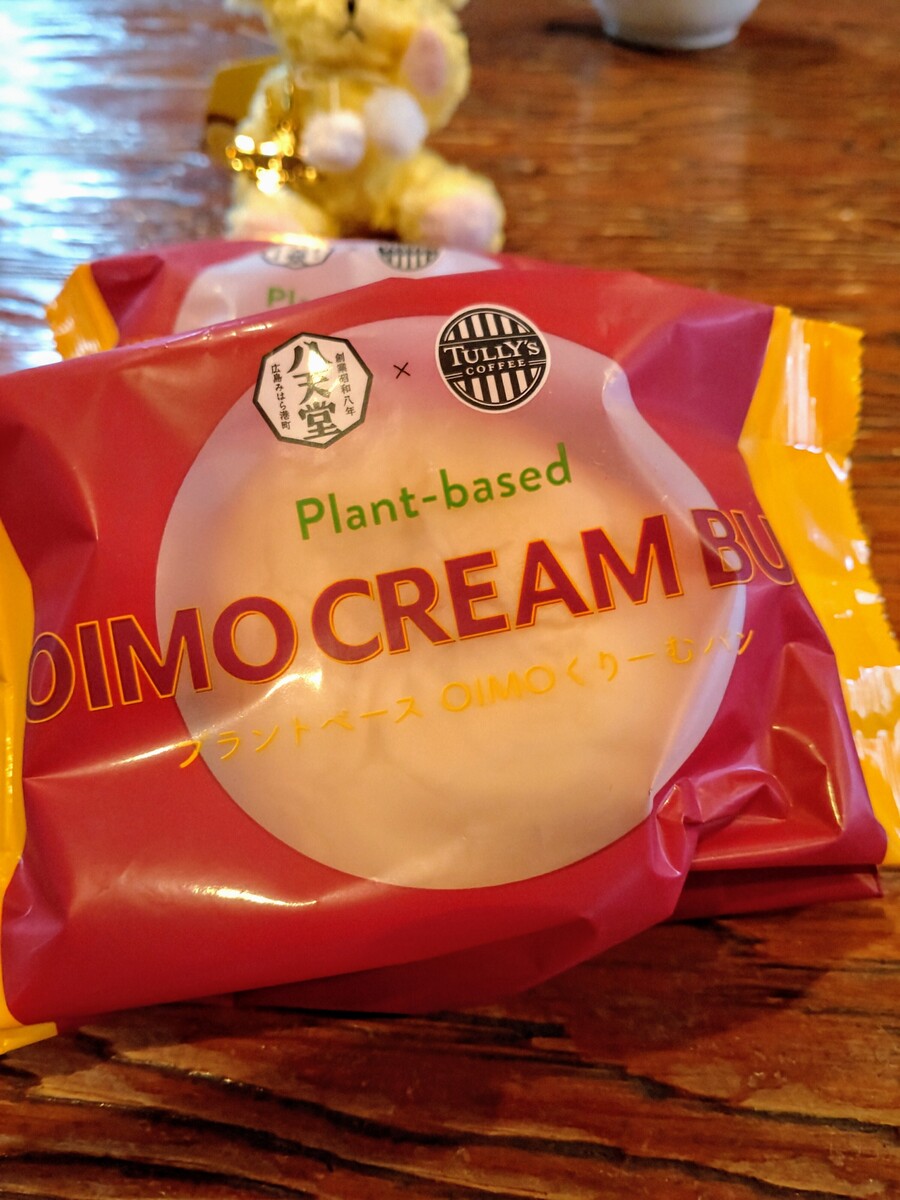 Pl
創業昭和八年
八天堂
広島みはら港町
×
TULLY'S
COFFEE
Plant-based
OIMO CREAM BU
プラントベース OIMOくりーむパン